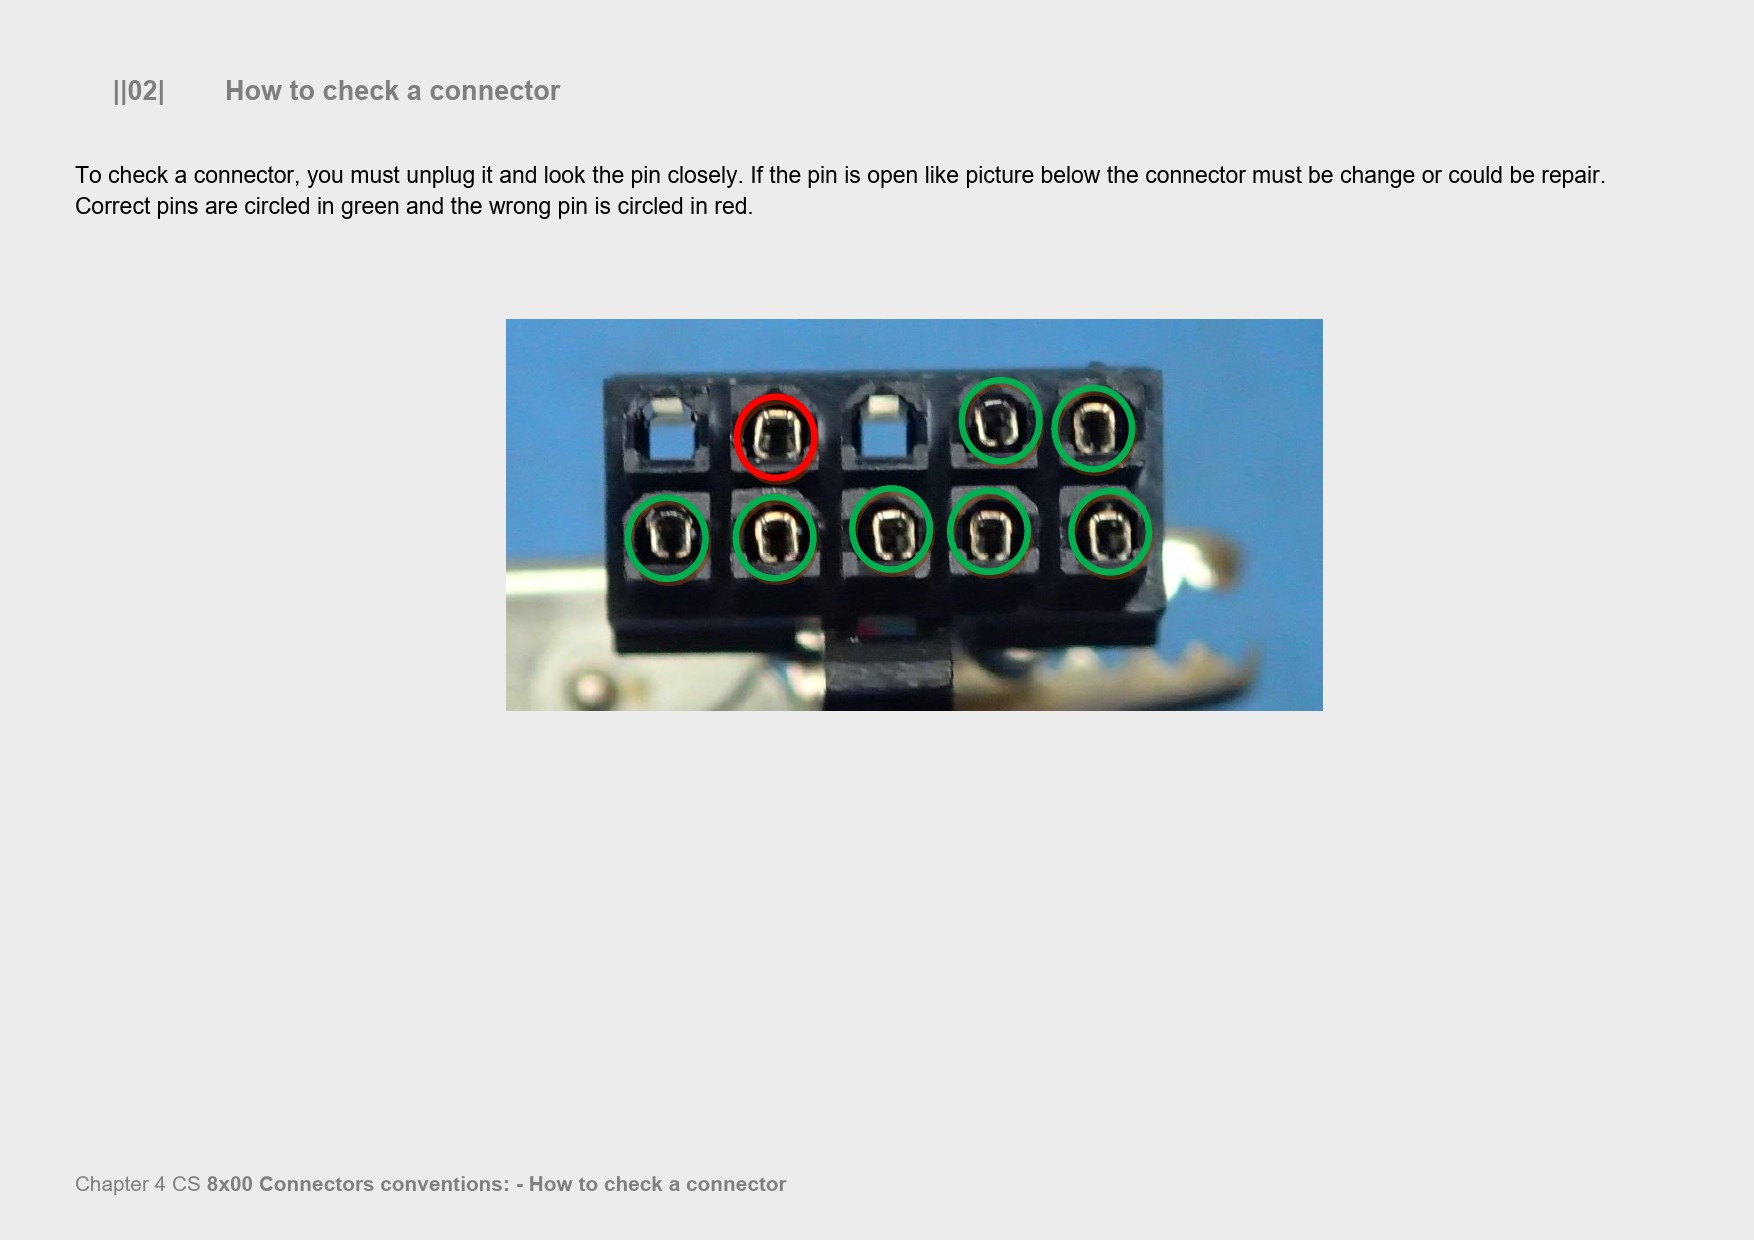 ||02| How to check a connector
To check a connector, you must unplug it and look the pin closely. If the pin is open like picture below the connector must be change or could be repair.
Correct pins are circled in green and the wrong pin is circled in red.
Chapter 4 CS 8x00 Connectors conventions: - How to check a connector